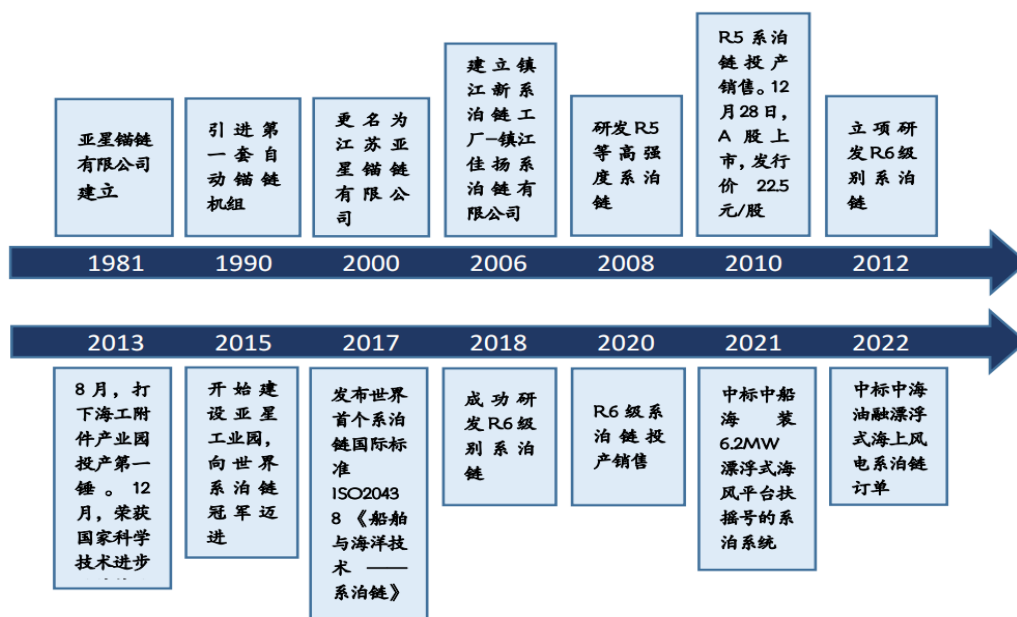 亚星锚链
有限公司
建立
引进第
一套自
动锚链
机组
更名为
江苏亚
星锚链
有限公
司
建立镇
江新系
泊链工
厂-镇江
佳扬系
泊链有
限公司
研发R5
等高强
度系泊
链
R5系泊
链投产
销售。12
月28日,
A股上
市,发行
价22.5
元/股
立项研
发R6级
别系泊
链
1981
1990
2000
2006
2008
2010
2012
2013
2015
2017
2018
2020
2021
2022
8月，打
下海工附
件产业园
投产第一
锤。12
月，荣获
国家科学
技术进步
开始建
设亚星
工业园,
向世界
系泊链
冠军迈
进
发布世界
首个系泊
链国际标
准
ISO2043
8《船舶
与海洋技
术——
系泊链》
成功研
发R6级
别系泊
链
R6级系
泊链投
产销售
中标中船
海装
6.2MW
漂浮式海
风平台扶
摇号的系
泊系统
中标中海
油融漂浮
式海上风
电系泊链
订单